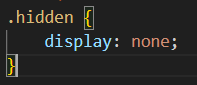 .hidden {
    display: none;
}